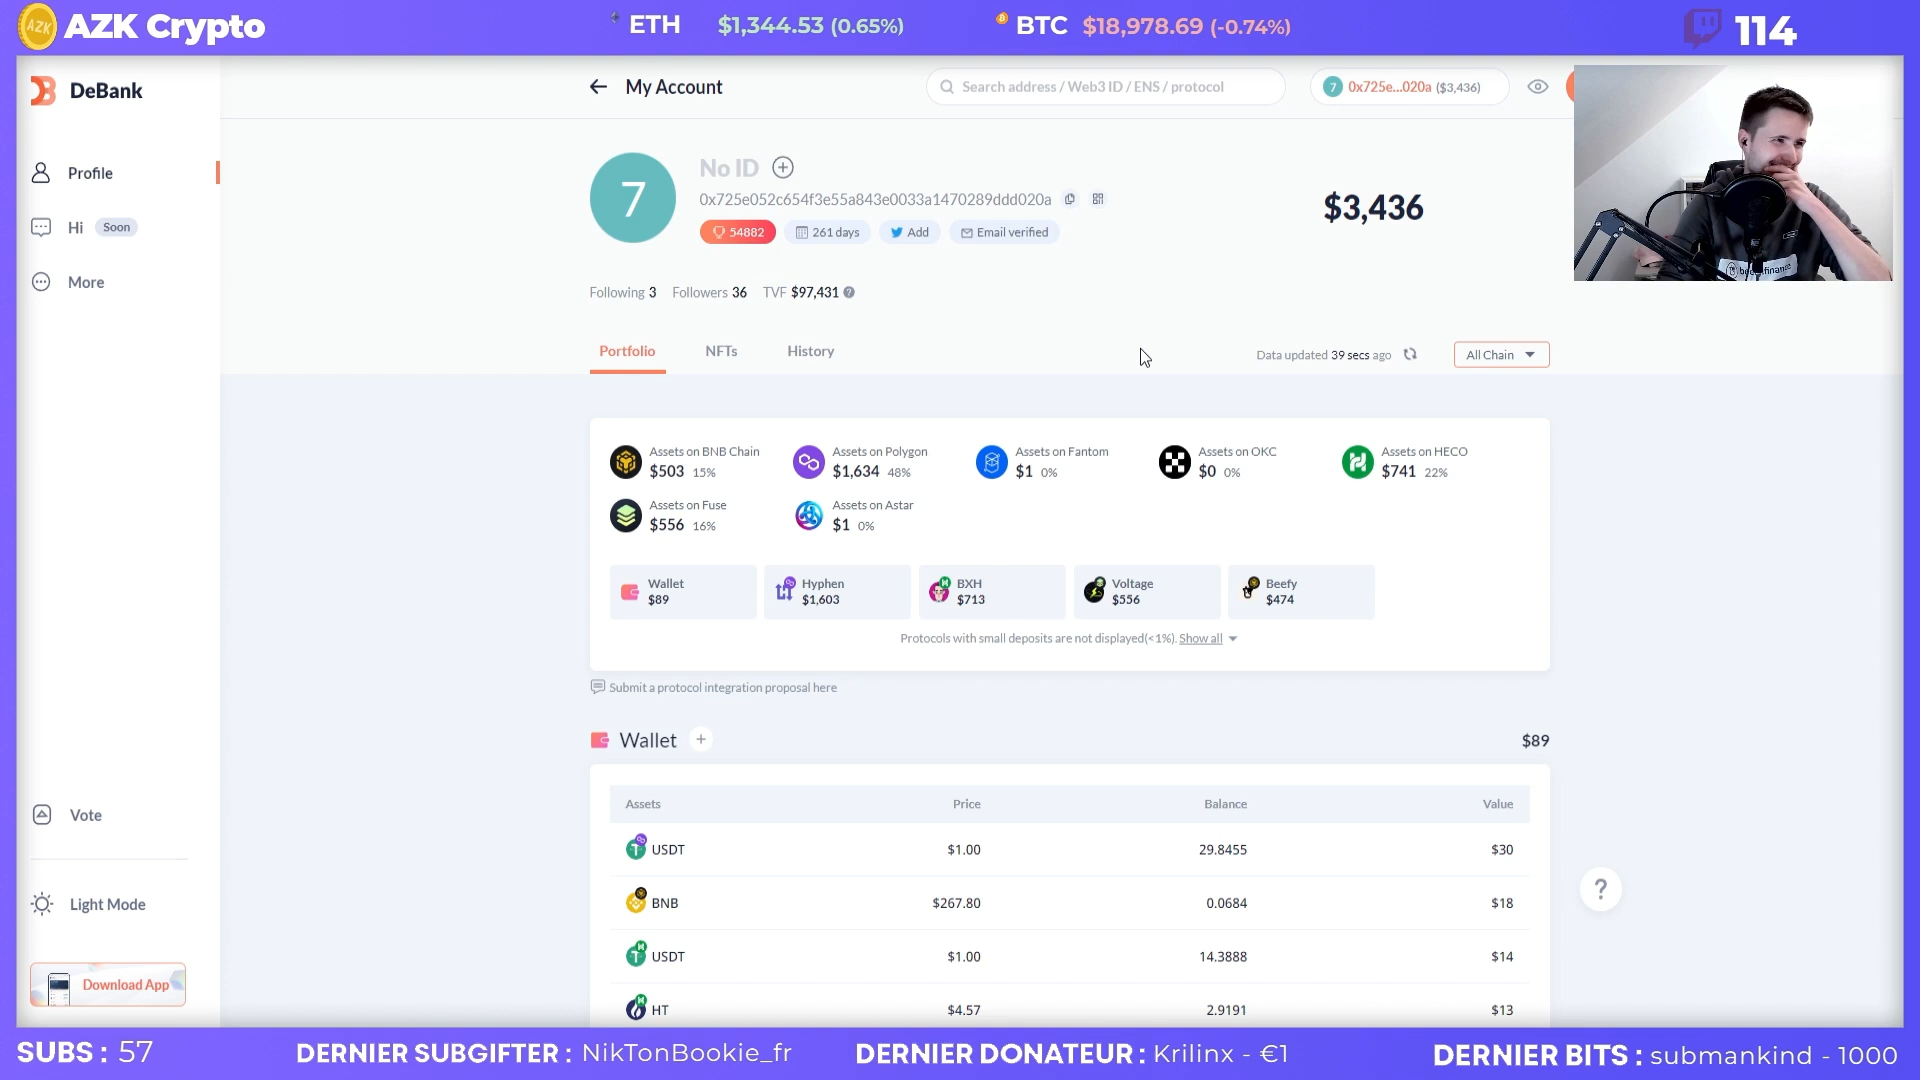 AZK Crypto
ETH $1,344.53 (0.65%)
BTC $18,978.69 (-0.74%)
114
DeBank
My Account
Search address / Web3 ID / ENS / protocol
7 0x725e...020a ($3,436)
Profile
Hi Soon
More
7
No ID
0x725e052c654f3e55a843e0033a1470289ddd020a
54882 261 days Add Email verified
$3,436
Following 3 Followers 36 TVF $97,431
Portfolio NFTs History
Data updated 39 secs ago
All Chain
Assets on BNB Chain
$503 15%
Assets on Polygon
$1,634 48%
Assets on Fantom
$1 0%
Assets on OKC
$0 0%
Assets on HECO
$741 22%
Assets on Fuse
$556 16%
Assets on Astar
$1 0%
Wallet
$89
Hyphen
$1,603
BXH
$713
Voltage
$556
Beefy
$474
Protocols with small deposits are not displayed(<1%). Show all
Submit a protocol integration proposal here
Wallet +
$89
Assets Price Balance Value
USDT $1.00 29.8455 $30
BNB $267.80 0.0684 $18
USDT $1.00 14.3888 $14
HT $4.57 2.9191 $13
Vote
Light Mode
Download App
?
SUBS : 57
DERNIER SUBGIFTER : NikTonBookie_fr
DERNIER DONATEUR : Krilinx - €1
DERNIER BITS : submankind - 1000